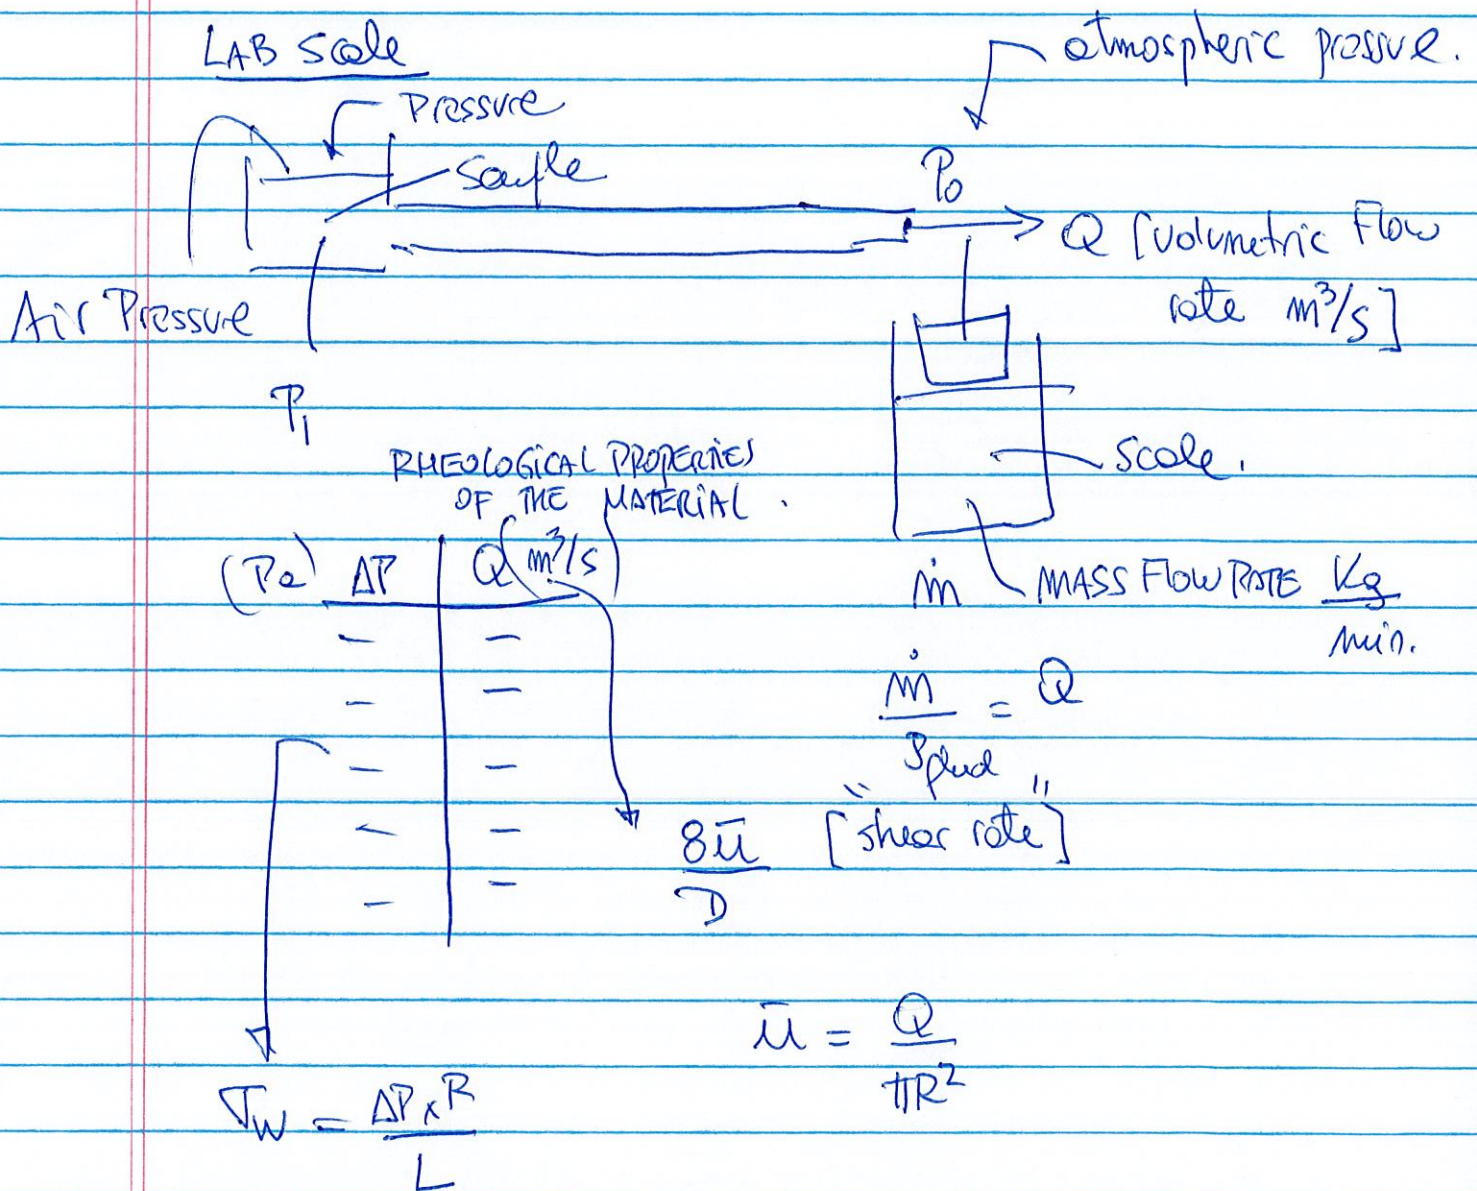 LAB scale
atmospheric pressure.
Pressure
Sample
P0
Q [volumetric Flow
rate m³/s]
Air Pressure
P1
scale.
RHEOLOGICAL PROPERTIES
OF THE MATERIAL.
(Pa) ΔP | Q (m³/s)
ṁ MASS FLOW RATE Kg/min.
ṁ/ρfluid = Q
8ū/D ["shear rate"]
ū = Q/πR²
σw = ΔP x R/L